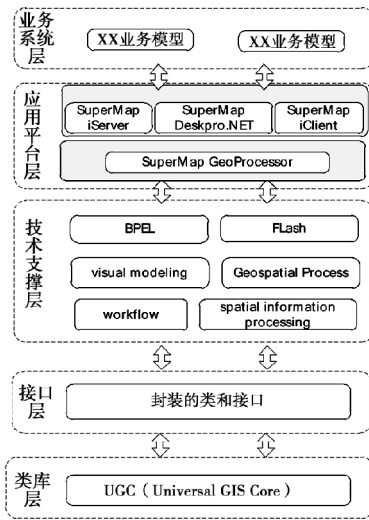 业务
系统
层
XX业务模型
XX业务模型
应用平台层
SuperMap
iServer
SuperMap
Deskpro.NET
SuperMap
iClient
SuperMap GeoProcessor
技术支撑层
BPEL
FLash
visual modeling
Geospatial Process
workflow
spatial information
processing
接口
层
封装的类和接口
类库
层
UGC（Universal GIS Core）